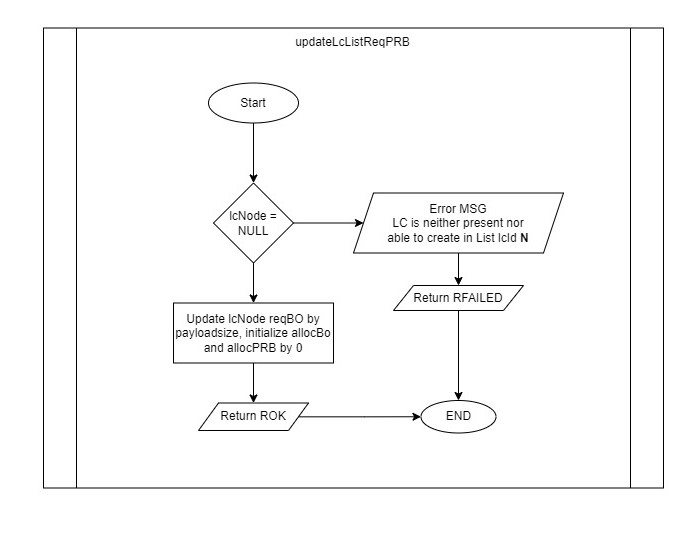 updateLcListReqPRB
Start
lcNode =
NULL
Error MSG
LC is neither present nor
able to create in List lcId N
Return RFAILED
Update lcNode reqBO by
payloadsize, initialize allocBo
and allocPRB by 0
Return ROK
END